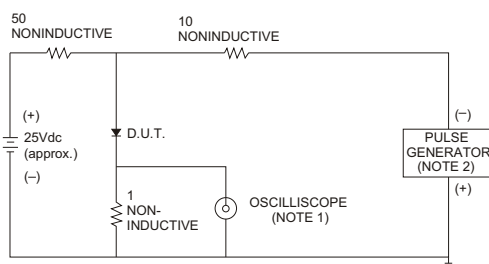 50
NONINDUCTIVE
10
NONINDUCTIVE
(+)
25Vdc
(approx.)
(–)
D.U.T.
1
NON-
INDUCTIVE
OSCILLISCOPE
(NOTE 1)
(–)
PULSE
GENERATOR
(NOTE 2)
(+)